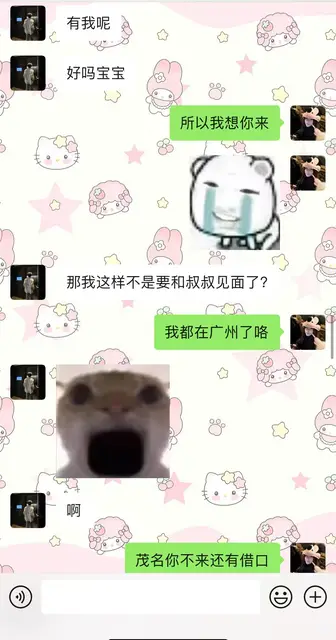 有我呢
好吗宝宝
所以我想你来
那我这样不是要和叔叔见面了?
我都在广州了咯
啊
茂名你不来还有借口